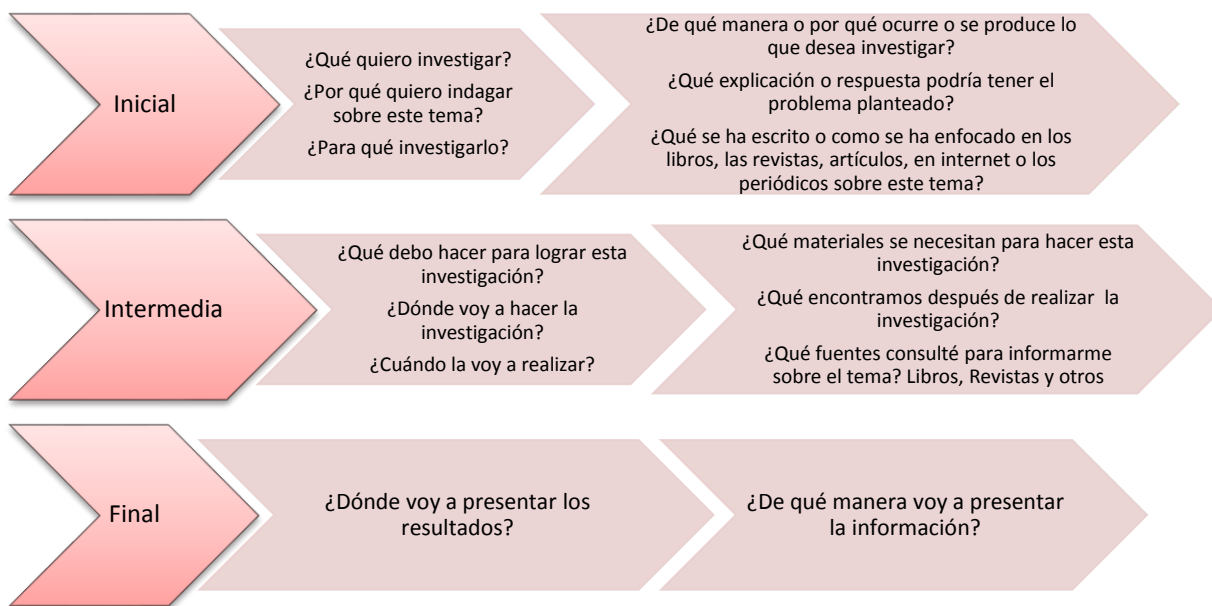 Inicial
¿Qué quiero investigar?
¿Por qué quiero indagar
sobre este tema?
¿Para qué investigarlo?
¿De qué manera o por qué ocurre o se produce lo
que desea investigar?
¿Qué explicación o respuesta podría tener el
problema planteado?
¿Qué se ha escrito o como se ha enfocado en los
libros, las revistas, artículos, en internet o los
periódicos sobre este tema?
Intermedia
¿Qué debo hacer para lograr esta
investigación?
¿Dónde voy a hacer la
investigación?
¿Cuándo la voy a realizar?
¿Qué materiales se necesitan para hacer esta
investigación?
¿Qué encontramos después de realizar la
investigación?
¿Qué fuentes consulté para informarme
sobre el tema? Libros, Revistas y otros
Final
¿Dónde voy a presentar los
resultados?
¿De qué manera voy a presentar
la información?